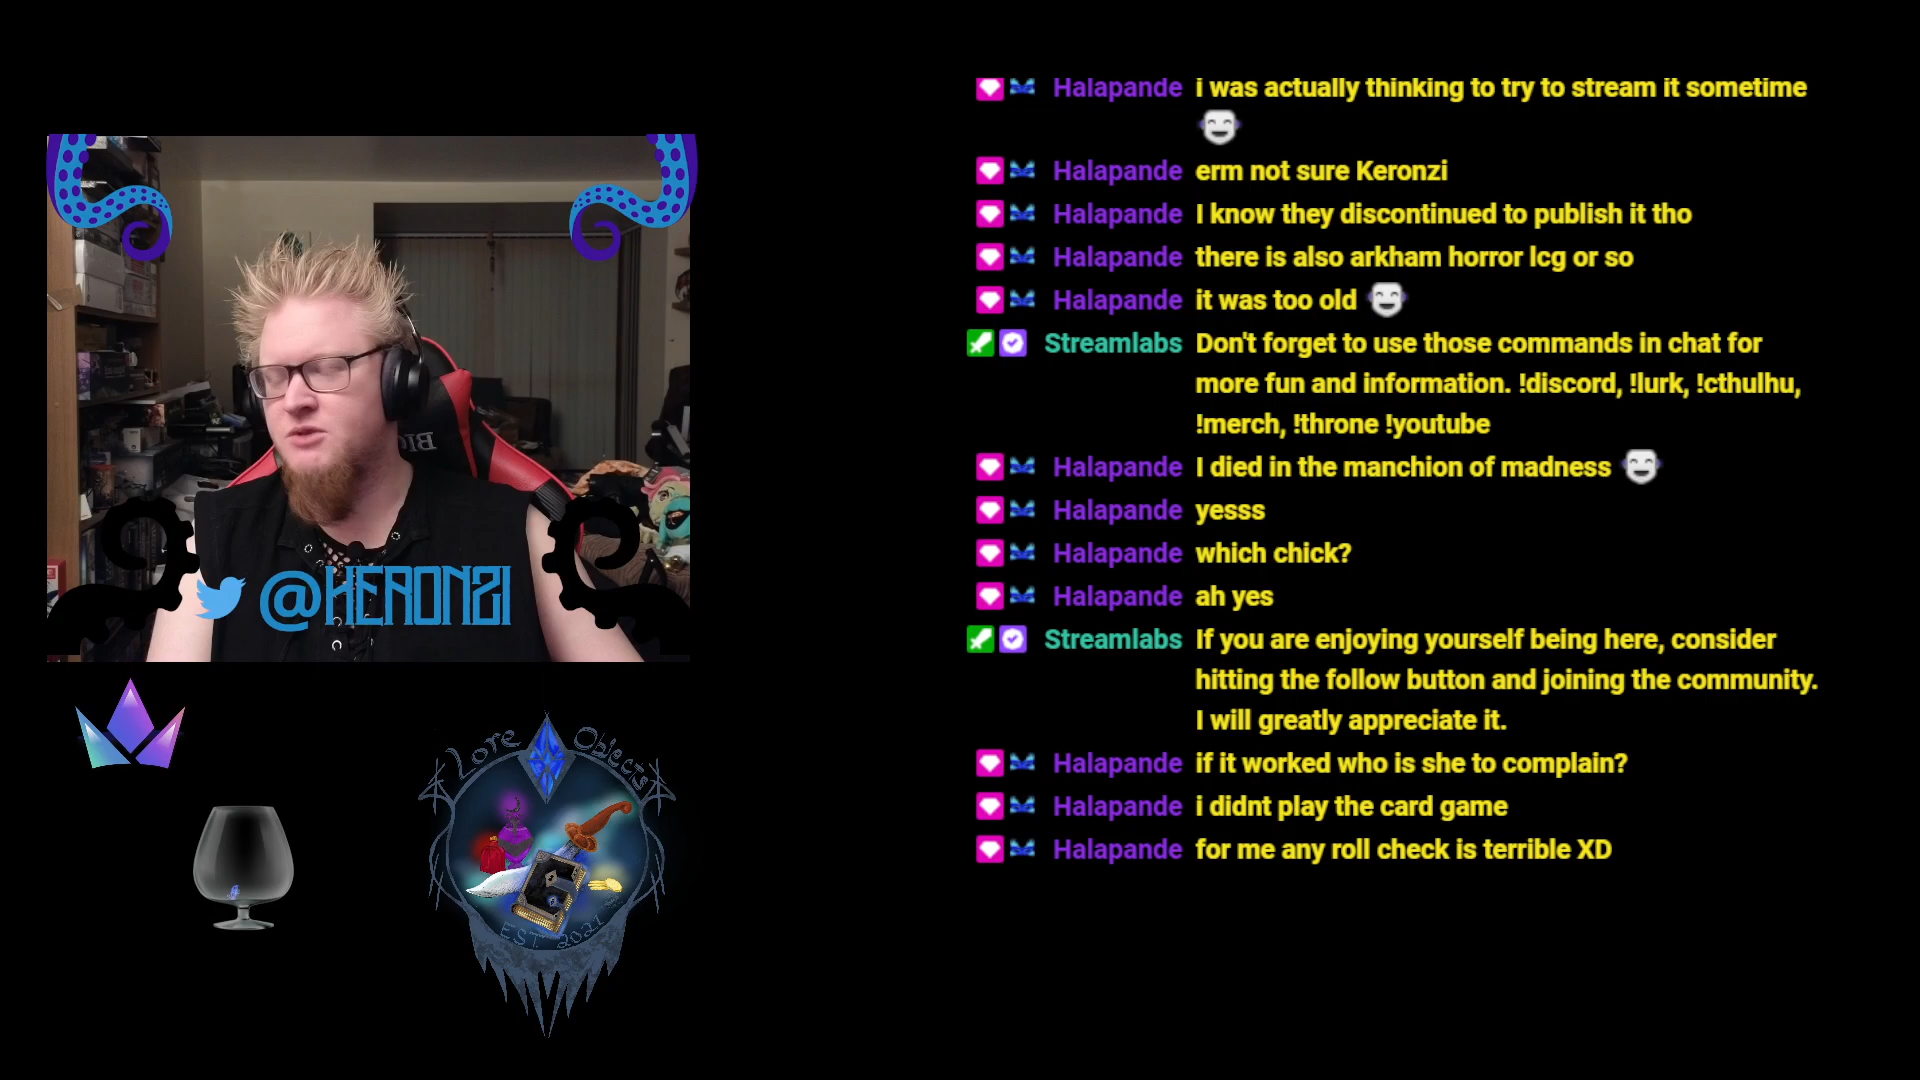 @HERONZI
Lore Objects
EST. 2021
Halapande i was actually thinking to try to stream it sometime
Halapande erm not sure Keronzi
Halapande I know they discontinued to publish it tho
Halapande there is also arkham horror lcg or so
Halapande it was too old
Streamlabs Don't forget to use those commands in chat for
more fun and information. !discord, !lurk, !cthulhu,
!merch, !throne !youtube
Halapande I died in the manchion of madness
Halapande yesss
Halapande which chick?
Halapande ah yes
Streamlabs If you are enjoying yourself being here, consider
hitting the follow button and joining the community.
I will greatly appreciate it.
Halapande if it worked who is she to complain?
Halapande i didnt play the card game
Halapande for me any roll check is terrible XD